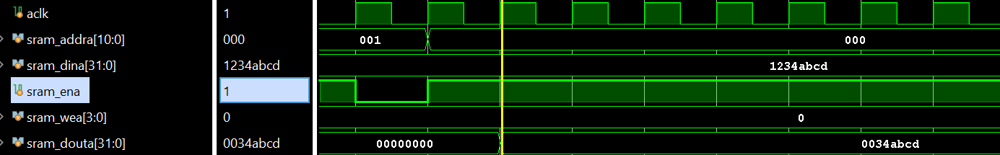 aclk 1
sram_addra[10:0] 000 001 000
sram_dina[31:0] 1234abcd 1234abcd
sram_ena 1
sram_wea[3:0] 0 0
sram_douta[31:0] 0034abcd 00000000 0034abcd